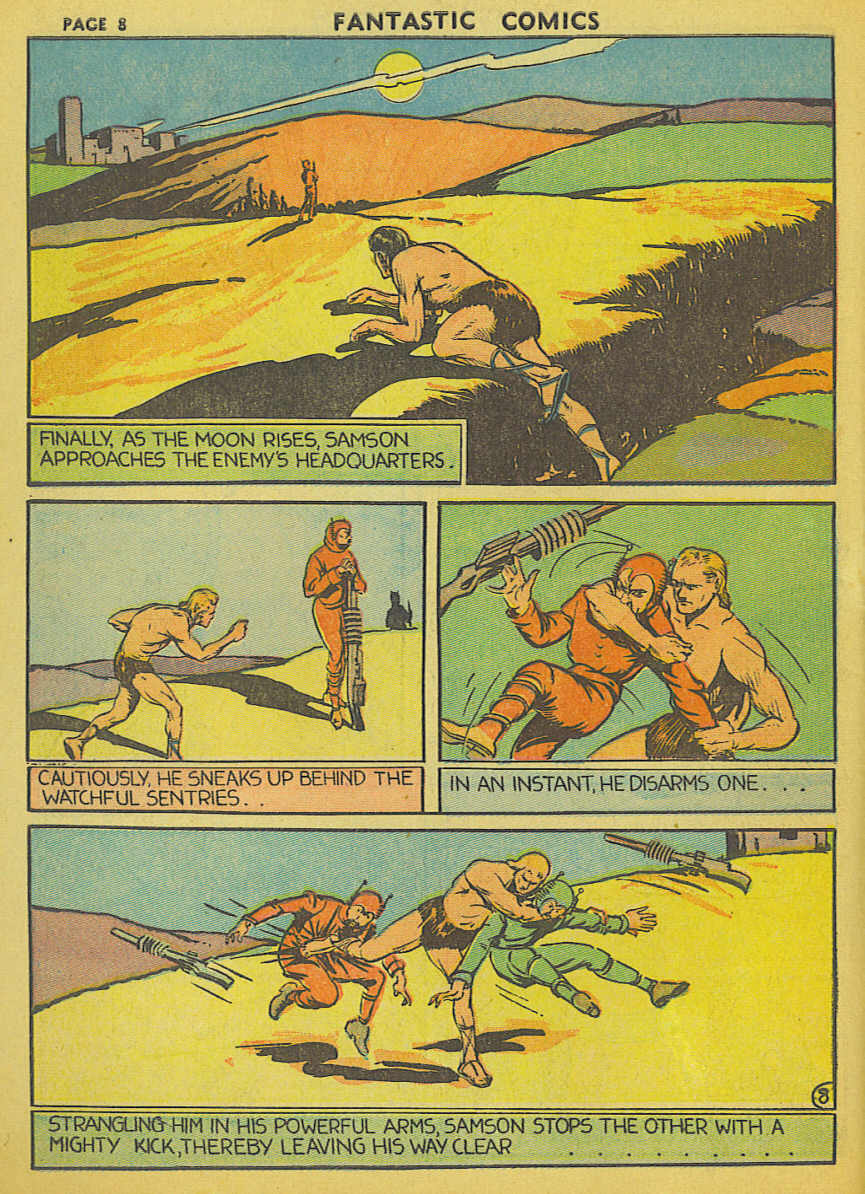 PAGE 8
FANTASTIC COMICS
FINALLY, AS THE MOON RISES, SAMSON
APPROACHES THE ENEMY'S HEADQUARTERS.
CAUTIOUSLY, HE SNEAKS UP BEHIND THE
WATCHFUL SENTRIES. .
IN AN INSTANT, HE DISARMS ONE. . .
8
STRANGLING HIM IN HIS POWERFUL ARMS, SAMSON STOPS THE OTHER WITH A
MIGHTY KICK, THEREBY LEAVING HIS WAY CLEAR . . . . . . . . .